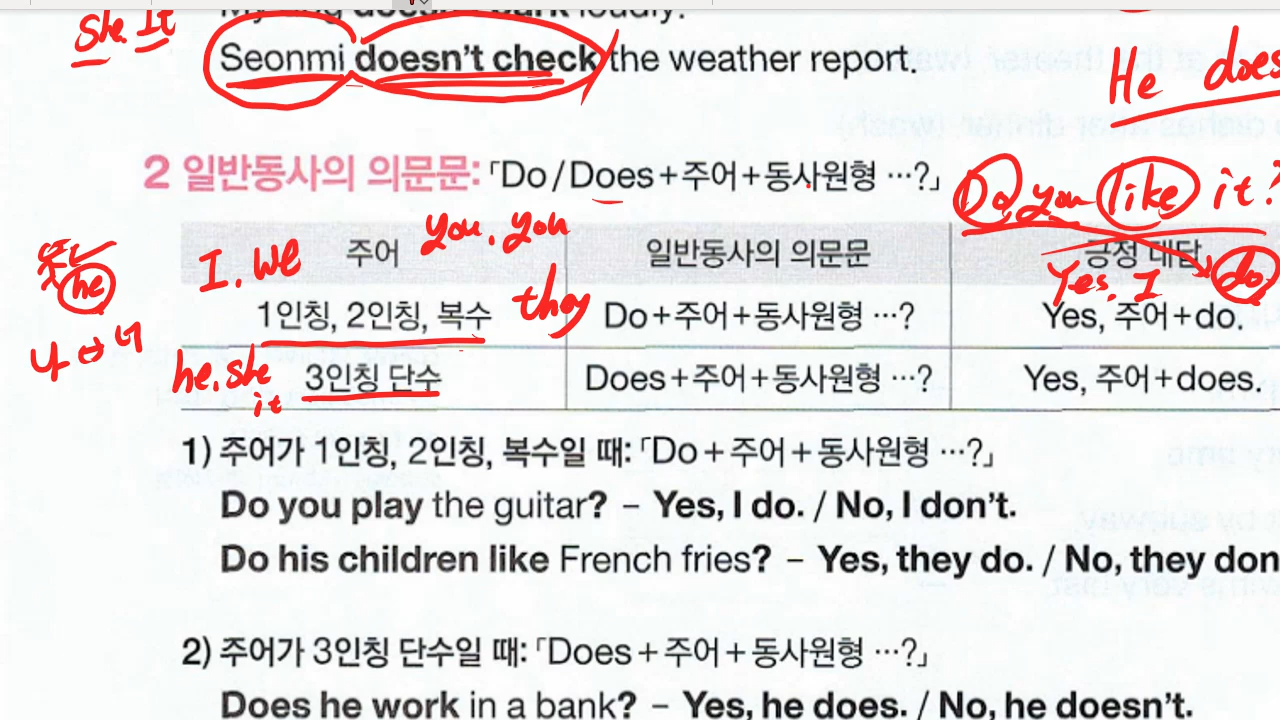 she. It
Seonmi doesn't check the weather report.
He does
2 일반동사의 의문문: 「Do/Does+주어+동사원형 …?」
Do you like it?
I. we
주어
you. you
일반동사의 의문문
긍정 대답
he
they
Yes. I do
1인칭, 2인칭, 복수
Do+주어+동사원형 …?
Yes, 주어+do.
he. she
it
3인칭 단수
Does+주어+동사원형 …?
Yes, 주어+does.
1) 주어가 1인칭, 2인칭, 복수일 때: 「Do+주어+동사원형 …?」
Do you play the guitar? – Yes, I do. / No, I don't.
Do his children like French fries? – Yes, they do. / No, they don
2) 주어가 3인칭 단수일 때: 「Does+주어+동사원형 …?」
Does he work in a bank? – Yes, he does. / No, he doesn't.